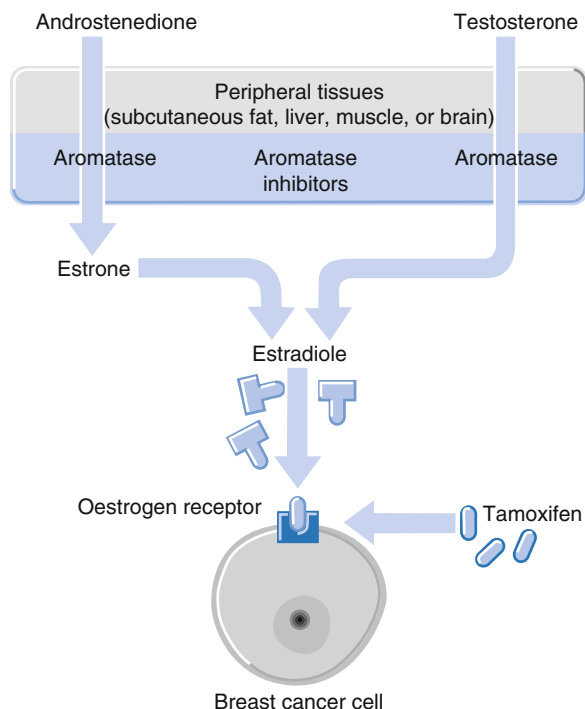 Androstenedione
Testosterone
Peripheral tissues
(subcutaneous fat, liver, muscle, or brain)
Aromatase
Aromatase
inhibitors
Aromatase
Estrone
Estradiole
Oestrogen receptor
Tamoxifen
Breast cancer cell